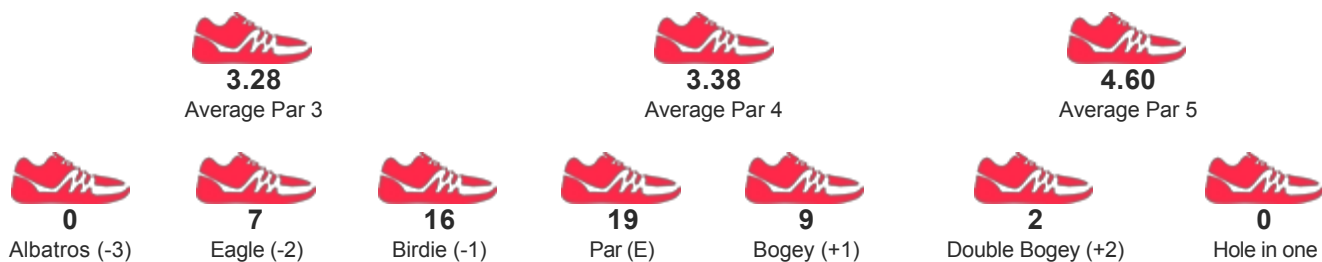 3.28 3.38 4.60
Average Par 3 Average Par 4 Average Par 5
0 7 16 19 9 2 0
Albatros (-3) Eagle (-2) Birdie (-1) Par (E) Bogey (+1) Double Bogey (+2) Hole in one